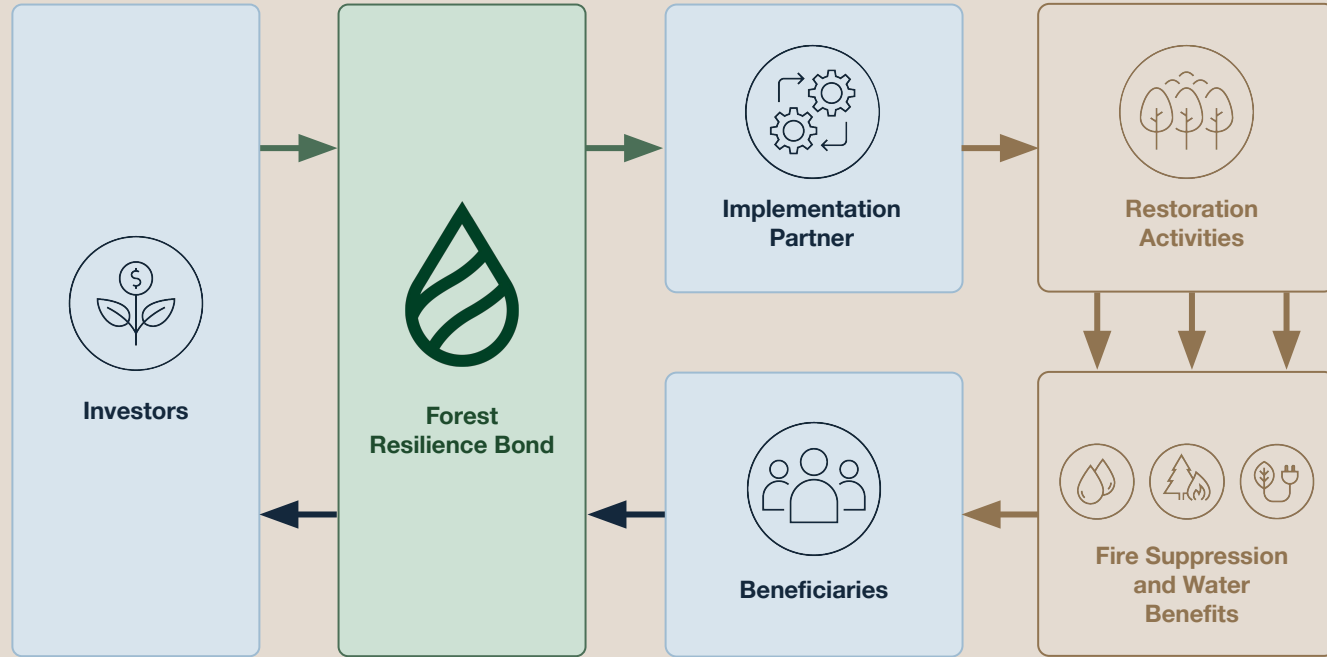 Investors
Forest
Resilience Bond
Implementation
Partner
Restoration
Activities
$
Beneficiaries
Fire Suppression
and Water
Benefits